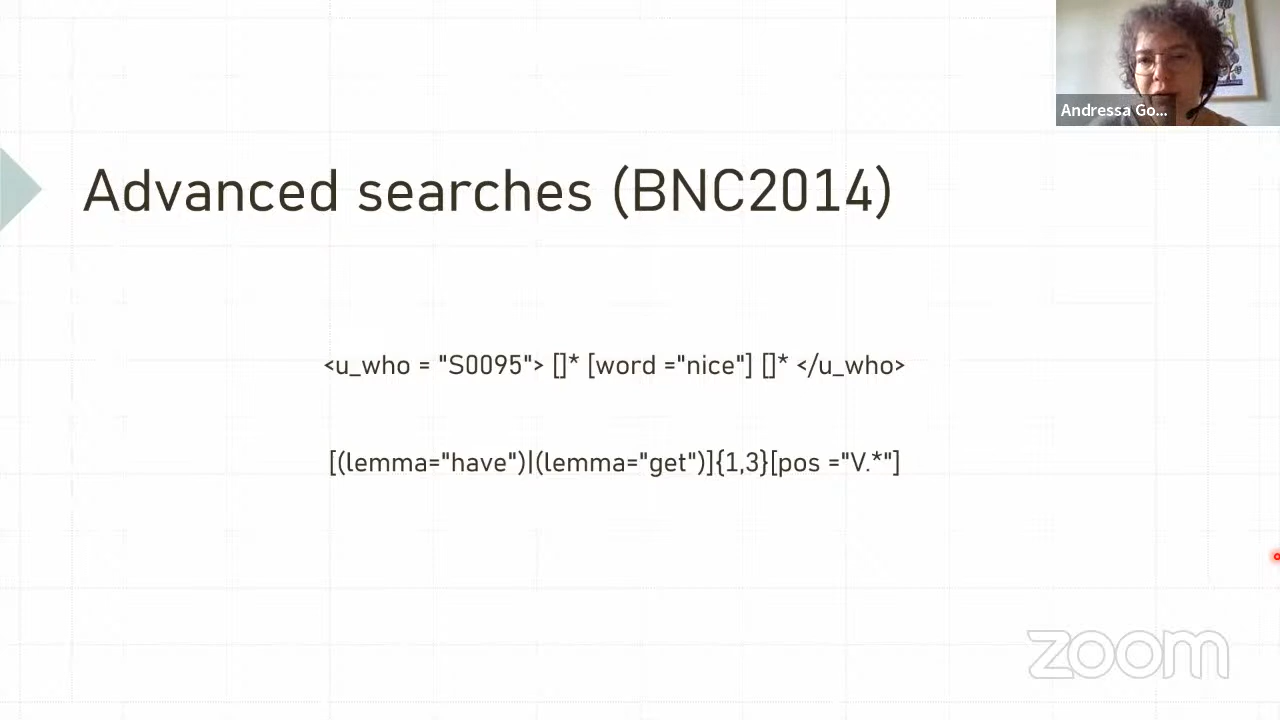 Andressa Go...
Advanced searches (BNC2014)
<u_who = "S0095"> []* [word ="nice"] []* </u_who>
[(lemma="have")|(lemma="get")]{1,3}[pos ="V.*"]
zoom